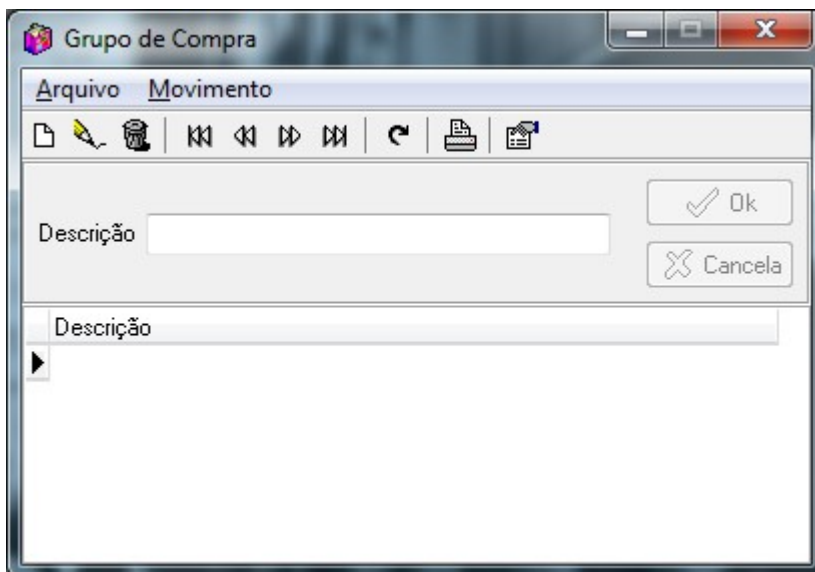 Grupo de Compra
Arquivo Movimento
Ok
Descrição
Cancela
Descrição